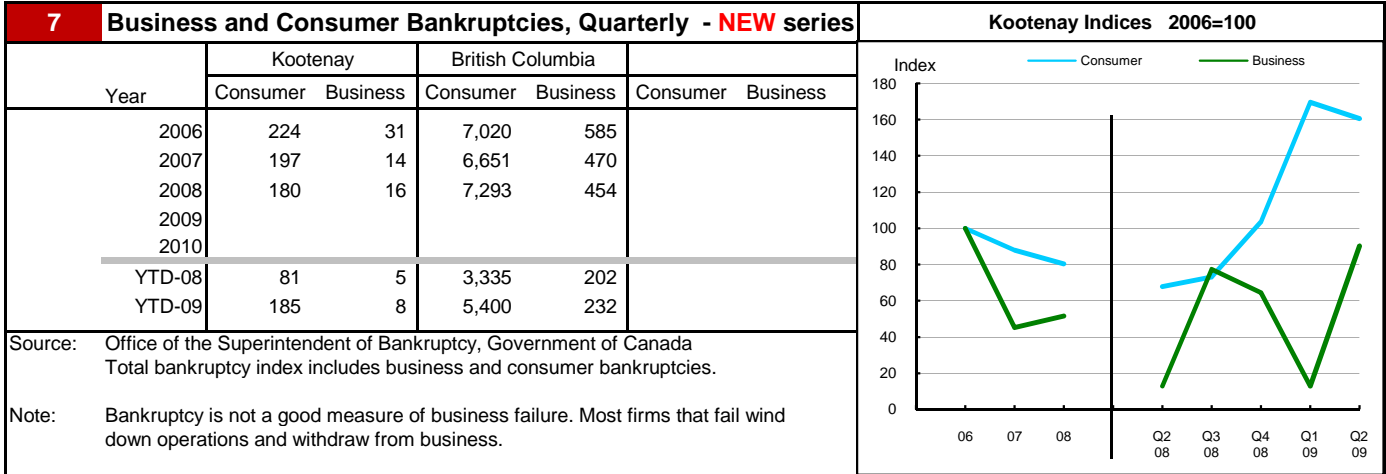 7 Business and Consumer Bankruptcies, Quarterly - NEW series
Kootenay British Columbia
Year Consumer Business Consumer Business Consumer Business
2006 224 31 7,020 585
2007 197 14 6,651 470
2008 180 16 7,293 454
2009
2010
YTD-08 81 5 3,335 202
YTD-09 185 8 5,400 232
Source: Office of the Superintendent of Bankruptcy, Government of Canada
Total bankruptcy index includes business and consumer bankruptcies.
Note: Bankruptcy is not a good measure of business failure. Most firms that fail wind
down operations and withdraw from business.
Kootenay Indices 2006=100
Index Consumer Business
180
160
140
120
100
80
60
40
20
0
06 07 08 Q2 Q3 Q4 Q1 Q2
08 08 08 09 09